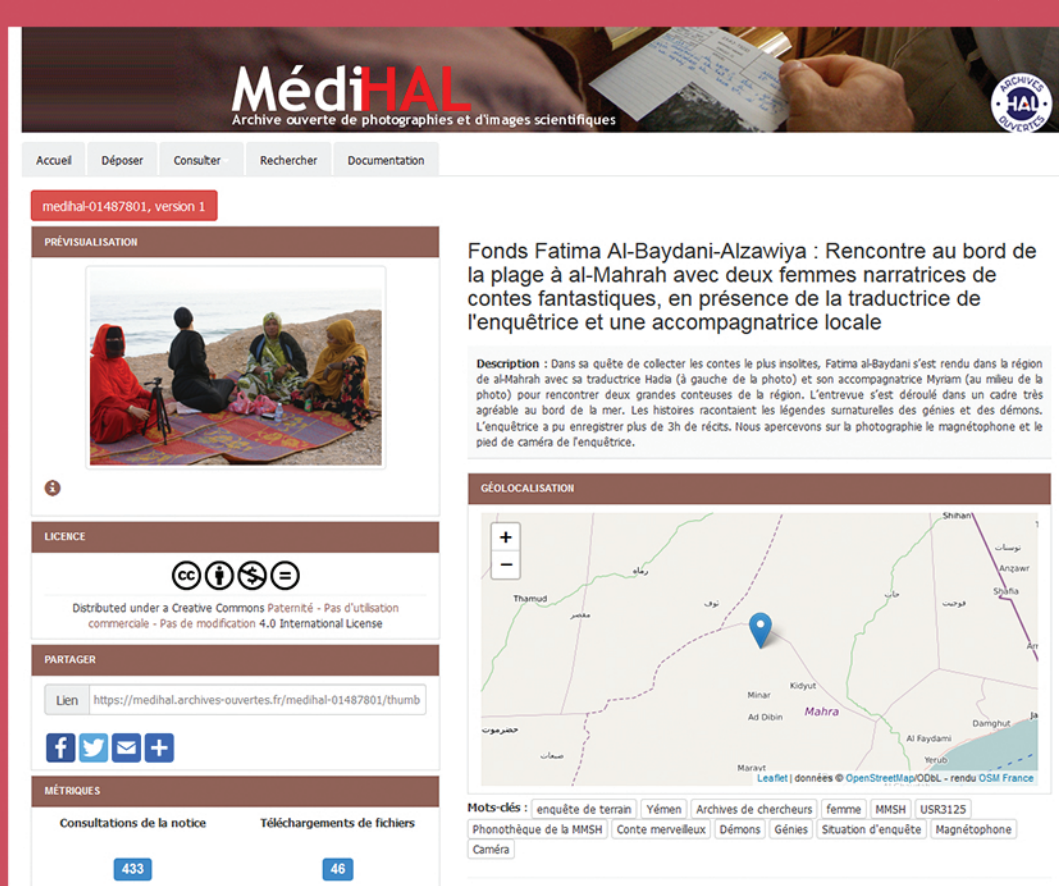 MédiHAL
Archive ouverte de photographies et d'images scientifiques
ARCHIVES
HAL
OUVERTES
Accueil
Déposer
Consulter
Rechercher
Documentation
medihal-01487801, version 1
PRÉVISUALISATION
LICENCE
cc
Distributed under a Creative Commons Paternité - Pas d'utilisation
commerciale - Pas de modification 4.0 International License
PARTAGER
Lien https://medihal.archives-ouvertes.fr/medihal-01487801/thumb
MÉTRIQUES
Consultations de la notice
Téléchargements de fichiers
433
46
Fonds Fatima Al-Baydani-Alzawiya : Rencontre au bord de
la plage à al-Mahrah avec deux femmes narratrices de
contes fantastiques, en présence de la traductrice de
l'enquêtrice et une accompagnatrice locale
Description : Dans sa quête de collecter les contes le plus insolites, Fatima al-Baydani s'est rendu dans la région
de al-Mahrah avec sa traductrice Hadia (à gauche de la photo) et son accompagnatrice Myriam (au milieu de la
photo) pour rencontrer deux grandes conteuses de la région. L'entrevue s'est déroulé dans un cadre très
agréable au bord de la mer. Les histoires racontaient les légendes surnaturelles des génies et des démons.
L'enquêtrice a pu enregistrer plus de 3h de récits. Nous apercevons sur la photographie le magnétophone et le
pied de caméra de l'enquêtrice.
GÉOLOCALISATION
+
−
Shihan
Anzawr
رماه
Thamud
Shafia
ثوف
حات
فوجيت
Minar
Kidyut
Ad Dibin
Mahra
Damghut
Ja
حضرموت
Al Faydami
Yerub
Marayt
Leaflet | données © OpenStreetMap/ODbL - rendu OSM France
Mots-clés : enquête de terrain Yémen Archives de chercheurs femme MMSH USR3125
Phonothèque de la MMSH Conte merveilleux Démons Génies Situation d'enquête Magnétophone
Caméra